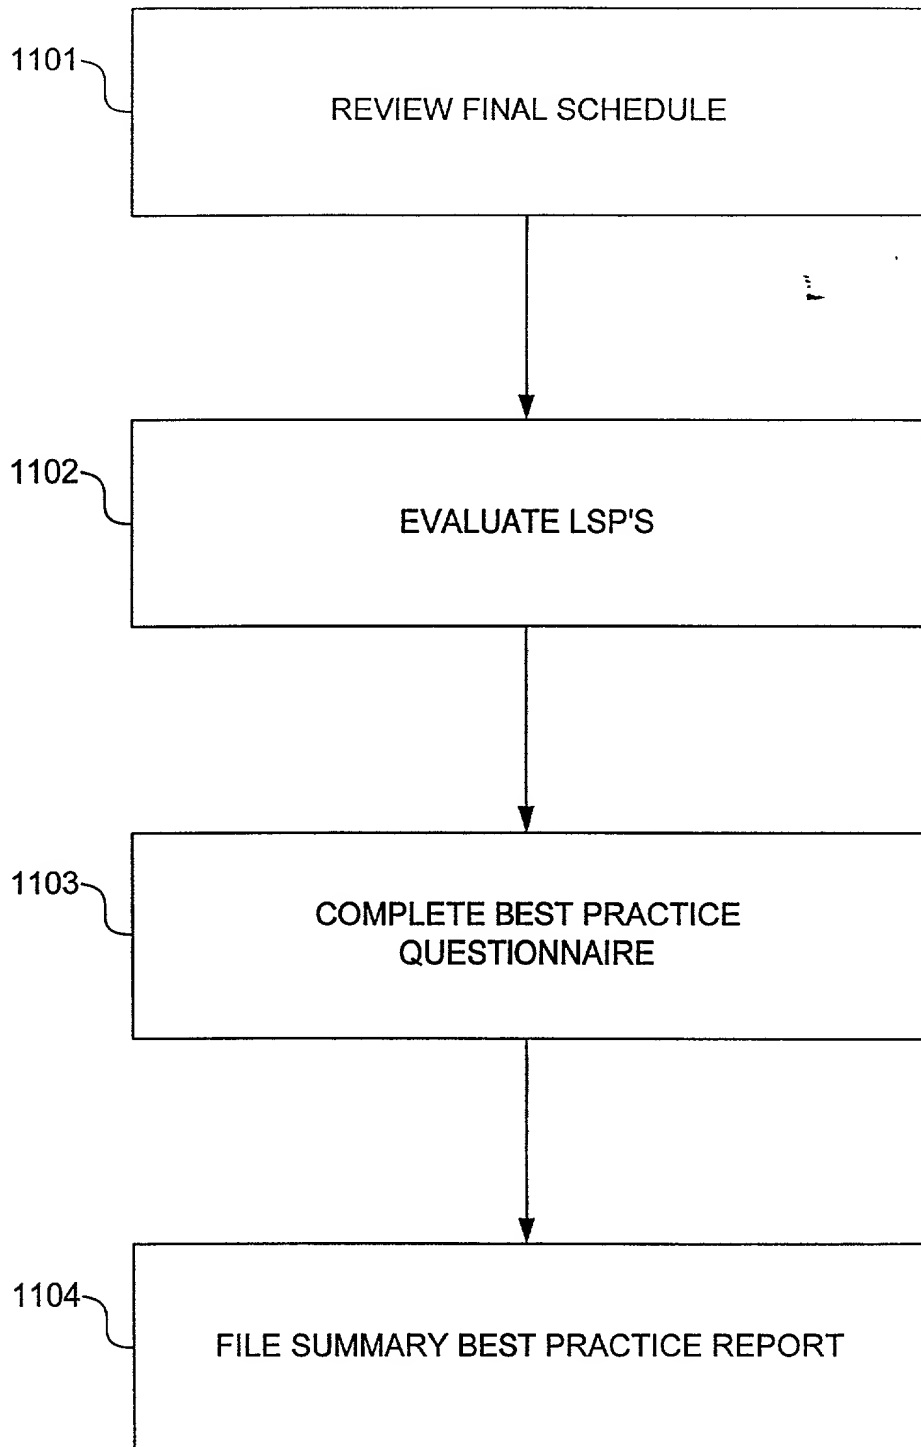 1101
REVIEW FINAL SCHEDULE
1102
EVALUATE LSP'S
1103
COMPLETE BEST PRACTICE
QUESTIONNAIRE
1104
FILE SUMMARY BEST PRACTICE REPORT